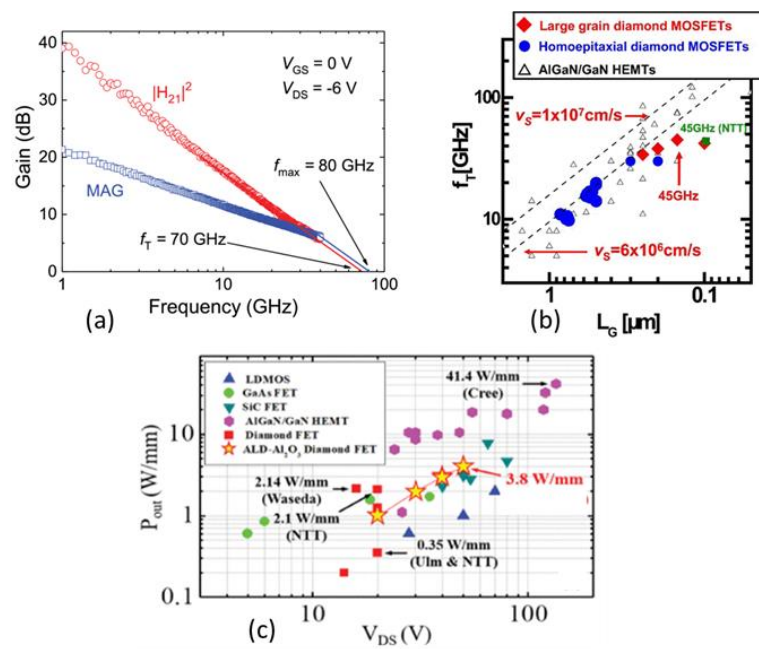 (a)
40
30
20
10
0
Gain (dB)
|H21|²
MAG
VGS = 0 V
VDS = -6 V
fmax = 80 GHz
fT = 70 GHz
1
10
100
Frequency (GHz)
(a)
Large grain diamond MOSFETs
Homoepitaxial diamond MOSFETs
AlGaN/GaN HEMTs
100
10
fT[GHz]
vS=1x10⁷cm/s
45GHz (NTT)
45GHz
vS=6x10⁶cm/s
1
0.1
LG [µm]
(b)
LDMOS
GaAs FET
SiC FET
AlGaN/GaN HEMT
Diamond FET
ALD-Al2O3 Diamond FET
41.4 W/mm
(Cree)
2.14 W/mm
(Waseda)
2.1 W/mm
(NTT)
3.8 W/mm
0.35 W/mm
(Ulm & NTT)
10
1
0.1
Pout (W/mm)
10
100
VDS (V)
(c)